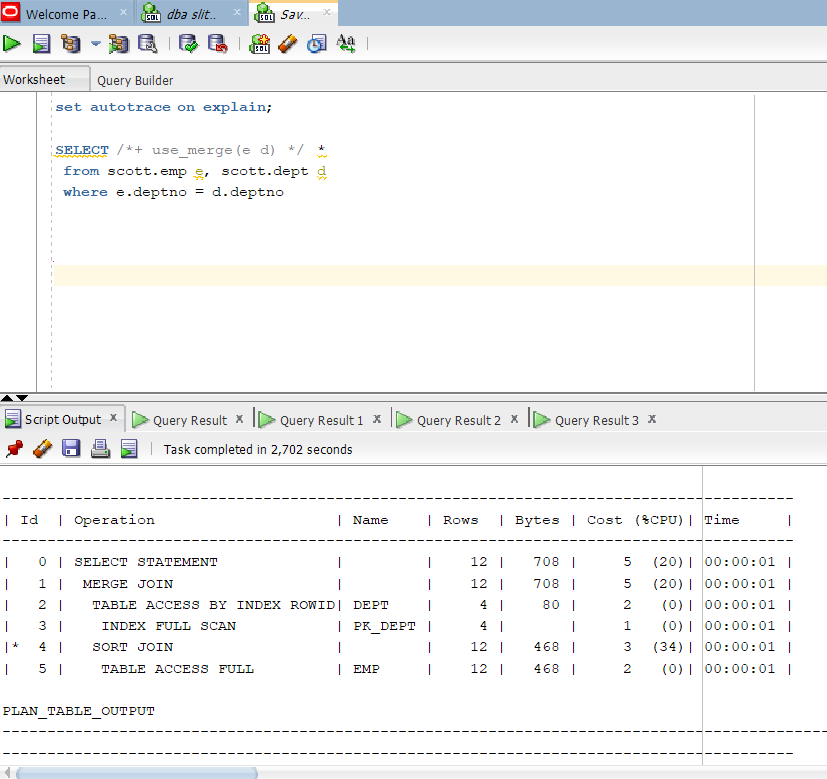 Welcome Pa... dba slit.. Sav...
Worksheet Query Builder
set autotrace on explain;
SELECT /*+ use_merge(e d) */ *
from scott.emp e, scott.dept d
where e.deptno = d.deptno
Script Output Query Result Query Result 1 Query Result 2 Query Result 3
Task completed in 2,702 seconds
--------------------------------------------------------------------------------------
| Id  | Operation                    | Name    | Rows  | Bytes | Cost (%CPU)| Time     |
--------------------------------------------------------------------------------------
|   0 | SELECT STATEMENT             |         |    12 |   708 |     5  (20)| 00:00:01 |
|   1 |  MERGE JOIN                  |         |    12 |   708 |     5  (20)| 00:00:01 |
|   2 |   TABLE ACCESS BY INDEX ROWID| DEPT    |     4 |    80 |     2   (0)| 00:00:01 |
|   3 |    INDEX FULL SCAN           | PK_DEPT |     4 |       |     1   (0)| 00:00:01 |
|*  4 |   SORT JOIN                  |         |    12 |   468 |     3  (34)| 00:00:01 |
|   5 |    TABLE ACCESS FULL         | EMP     |    12 |   468 |     2   (0)| 00:00:01 |
PLAN_TABLE_OUTPUT
--------------------------------------------------------------------------------------
--------------------------------------------------------------------------------------